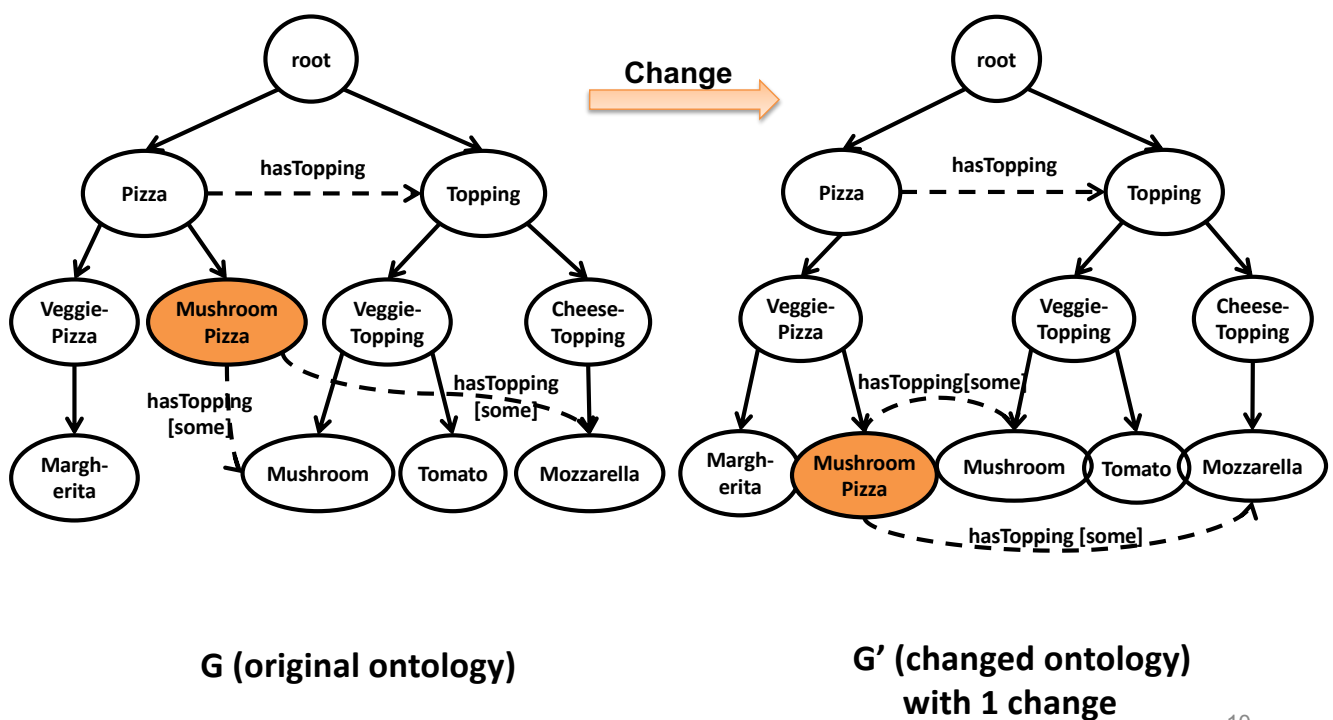 root
Change
root
hasTopping
Pizza
Topping
hasTopping
Pizza
Topping
Veggie-
Pizza
Mushroom
Pizza
Veggie-
Topping
Cheese-
Topping
Veggie-
Pizza
Veggie-
Topping
Cheese-
Topping
hasTopping
[some]
hasTopping
[some]
hasTopping[some]
Margh-
erita
Mushroom
Tomato
Mozzarella
Margh-
erita
Mushroom
Pizza
Mushroom
Tomato
Mozzarella
hasTopping [some]
G (original ontology)
G’ (changed ontology)
with 1 change